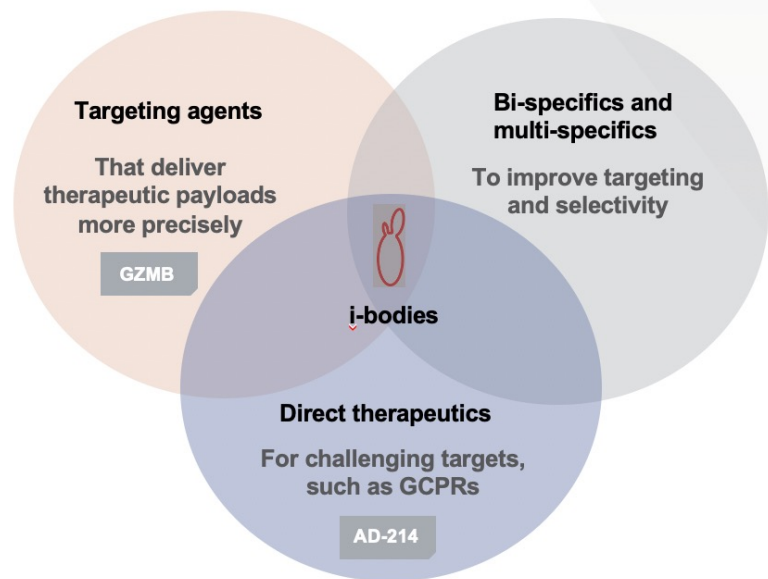 Targeting agents
That deliver
therapeutic payloads
more precisely
GZMB
Bi-specifics and
multi-specifics
To improve targeting
and selectivity
i-bodies
Direct therapeutics
For challenging targets,
such as GCPRs
AD-214